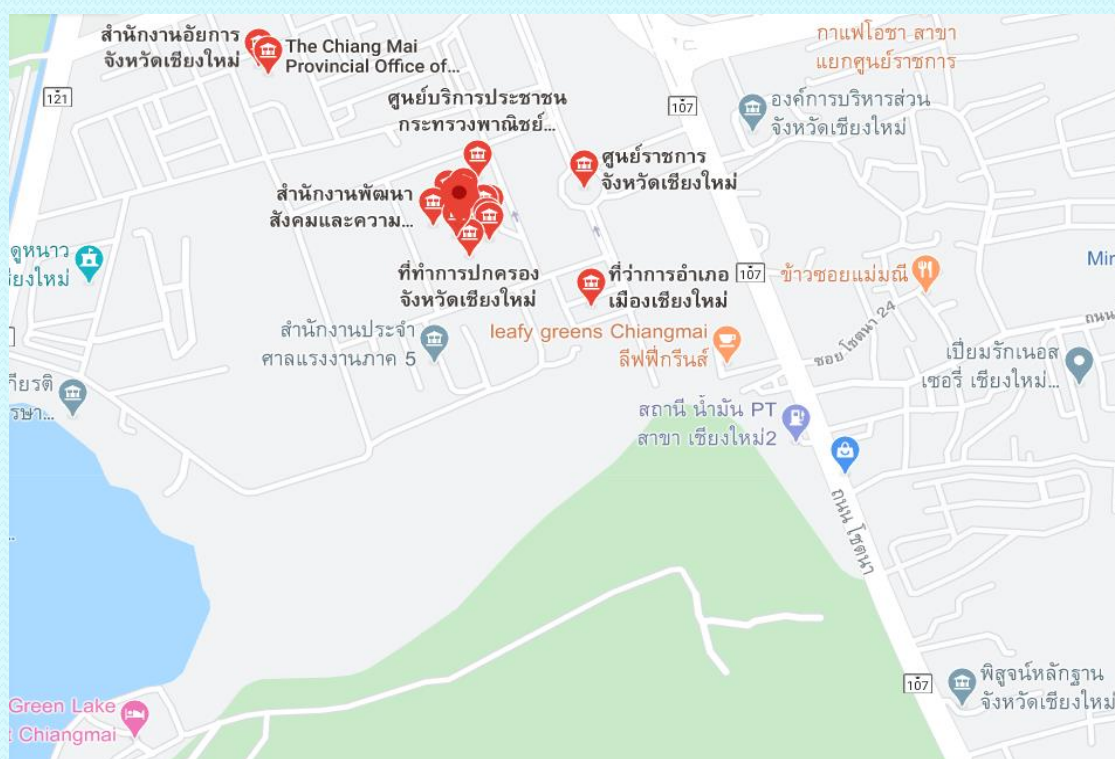 สำนักงานอัยการ
จังหวัดเชียงใหม่
The Chiang Mai
Provincial Office of...
กาแฟโอชา สาขา
แยกศูนย์ราชการ
121
107
องค์การบริหารส่วน
จังหวัดเชียงใหม่
ศูนย์บริการประชาชน
กระทรวงพาณิชย์...
ศูนย์ราชการ
จังหวัดเชียงใหม่
สำนักงานพัฒนา
สังคมและความ...
ดูหนาว
ียงใหม่
ที่ทำการปกครอง
จังหวัดเชียงใหม่
ที่ว่าการอำเภอ
เมืองเชียงใหม่
107
ข้าวซอยแม่มณี
Mir
สำนักงานประจำ
ศาลแรงงานภาค 5
leafy greens Chiangmai
ลีฟฟี่กรีนส์
ซอย โชตนา 24
ถนน
เปี่ยมรักเนอส
เซอรี่ เชียงใหม่...
กียรติ
รษา...
สถานี น้ำมัน PT
สาขา เชียงใหม่2
ถนน โชตนา
107
พิสูจน์หลักฐาน
จังหวัดเชียงใหม่
Green Lake
t Chiangmai